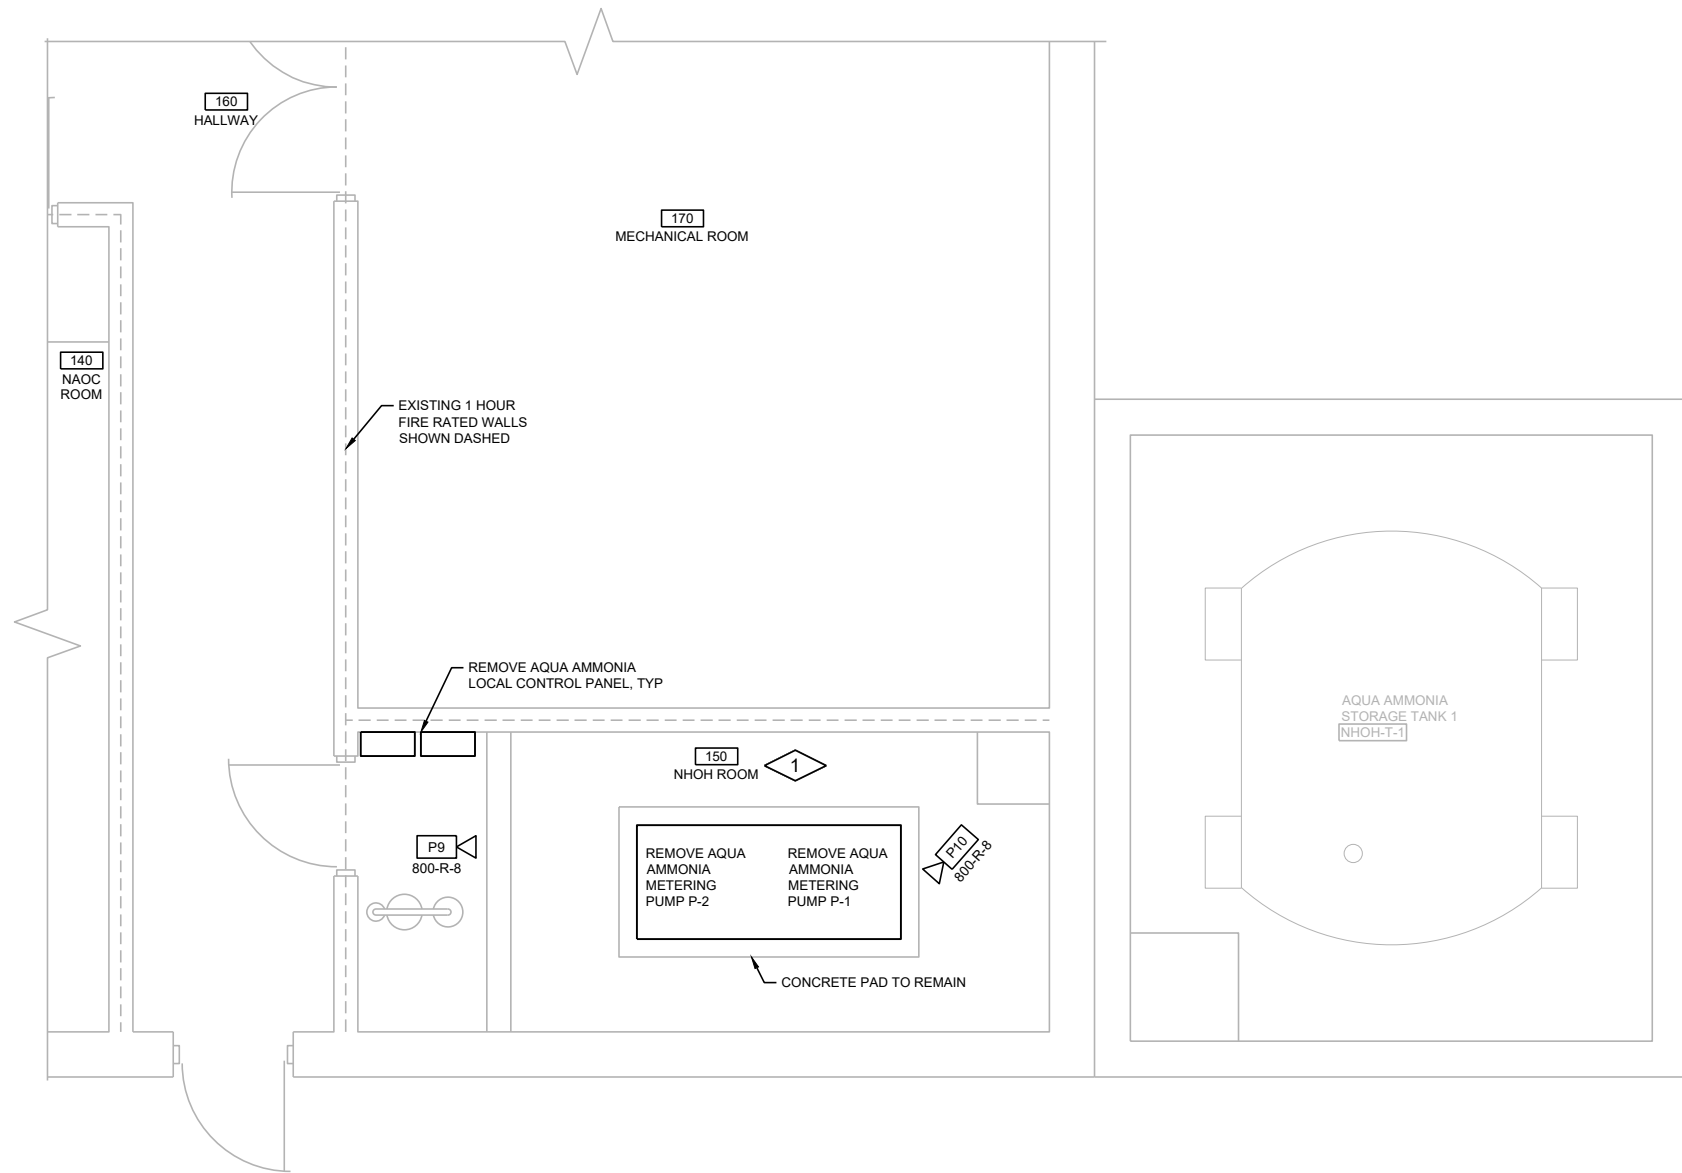 160
HALLWAY
170
MECHANICAL ROOM
140
NAOC
ROOM
EXISTING 1 HOUR
FIRE RATED WALLS
SHOWN DASHED
REMOVE AQUA AMMONIA
LOCAL CONTROL PANEL, TYP
AQUA AMMONIA
STORAGE TANK 1
NHOH-T-1
150
NHOH ROOM
1
P9
800-R-8
REMOVE AQUA
AMMONIA
METERING
PUMP P-2
REMOVE AQUA
AMMONIA
METERING
PUMP P-1
P10
800-R-8
CONCRETE PAD TO REMAIN